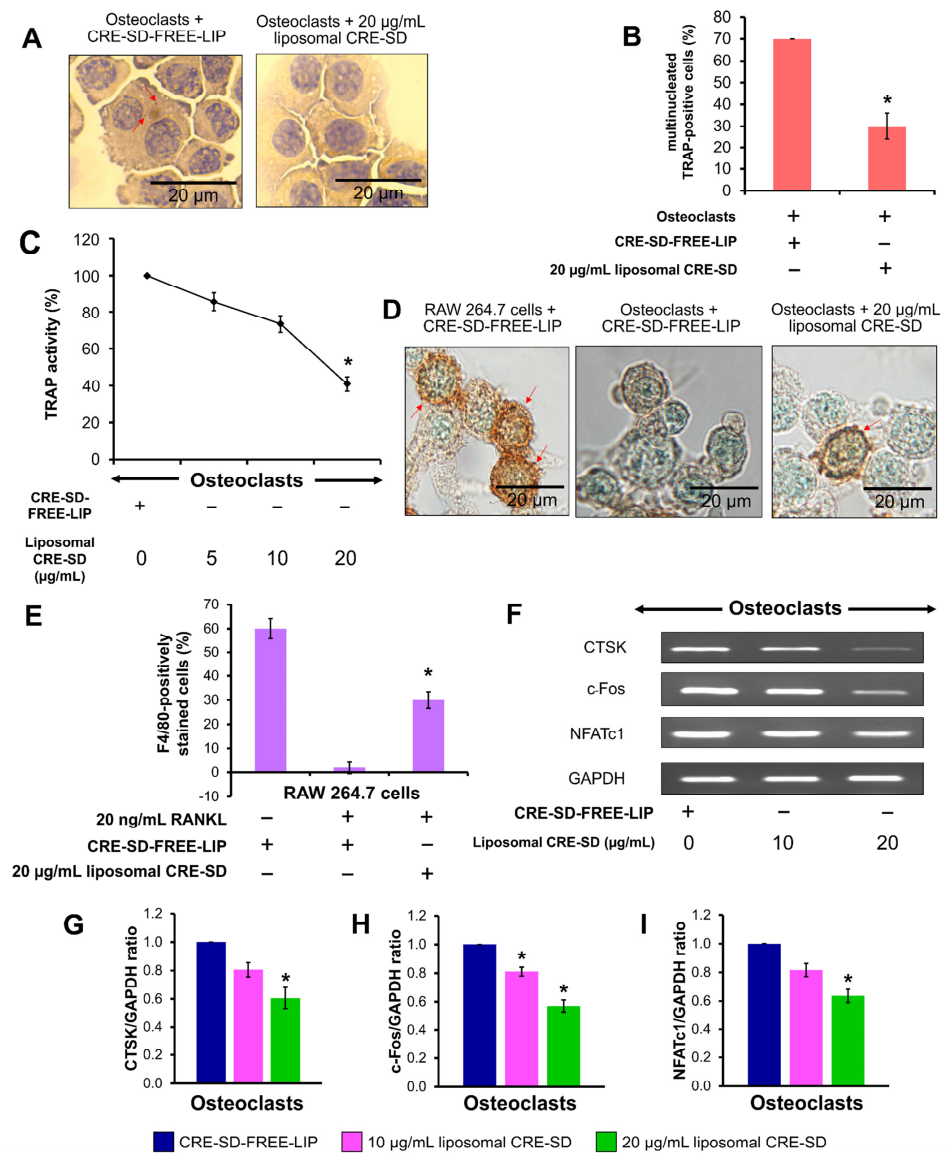 A
Osteoclasts +
CRE-SD-FREE-LIP
Osteoclasts + 20 µg/mL
liposomal CRE-SD
20 µm
20 µm
B
multinucleated
TRAP-positive cells (%)
80
70
60
50
40
30
20
10
0
*
Osteoclasts + +
CRE-SD-FREE-LIP + –
20 µg/mL liposomal CRE-SD – +
C
TRAP activity (%)
120
100
80
60
40
20
0
*
Osteoclasts
CRE-SD-
FREE-LIP
+ – – –
Liposomal
CRE-SD
(µg/mL)
0 5 10 20
D
RAW 264.7 cells +
CRE-SD-FREE-LIP
Osteoclasts +
CRE-SD-FREE-LIP
Osteoclasts + 20 µg/mL
liposomal CRE-SD
20 µm
20 µm
20 µm
E
F4/80-positively
stained cells (%)
70
60
50
40
30
20
10
0
-10
*
RAW 264.7 cells
20 ng/mL RANKL – + +
CRE-SD-FREE-LIP + + –
20 µg/mL liposomal CRE-SD – – +
F
Osteoclasts
CTSK
c-Fos
NFATc1
GAPDH
CRE-SD-FREE-LIP + – –
Liposomal CRE-SD (µg/mL) 0 10 20
G
CTSK/GAPDH ratio
1.2
1.0
0.8
0.6
0.4
0.2
0.0
*
Osteoclasts
H
c-Fos/GAPDH ratio
1.2
1.0
0.8
0.6
0.4
0.2
0.0
*
*
Osteoclasts
I
NFATc1/GAPDH ratio
1.2
1.0
0.8
0.6
0.4
0.2
0.0
*
Osteoclasts
CRE-SD-FREE-LIP
10 µg/mL liposomal CRE-SD
20 µg/mL liposomal CRE-SD